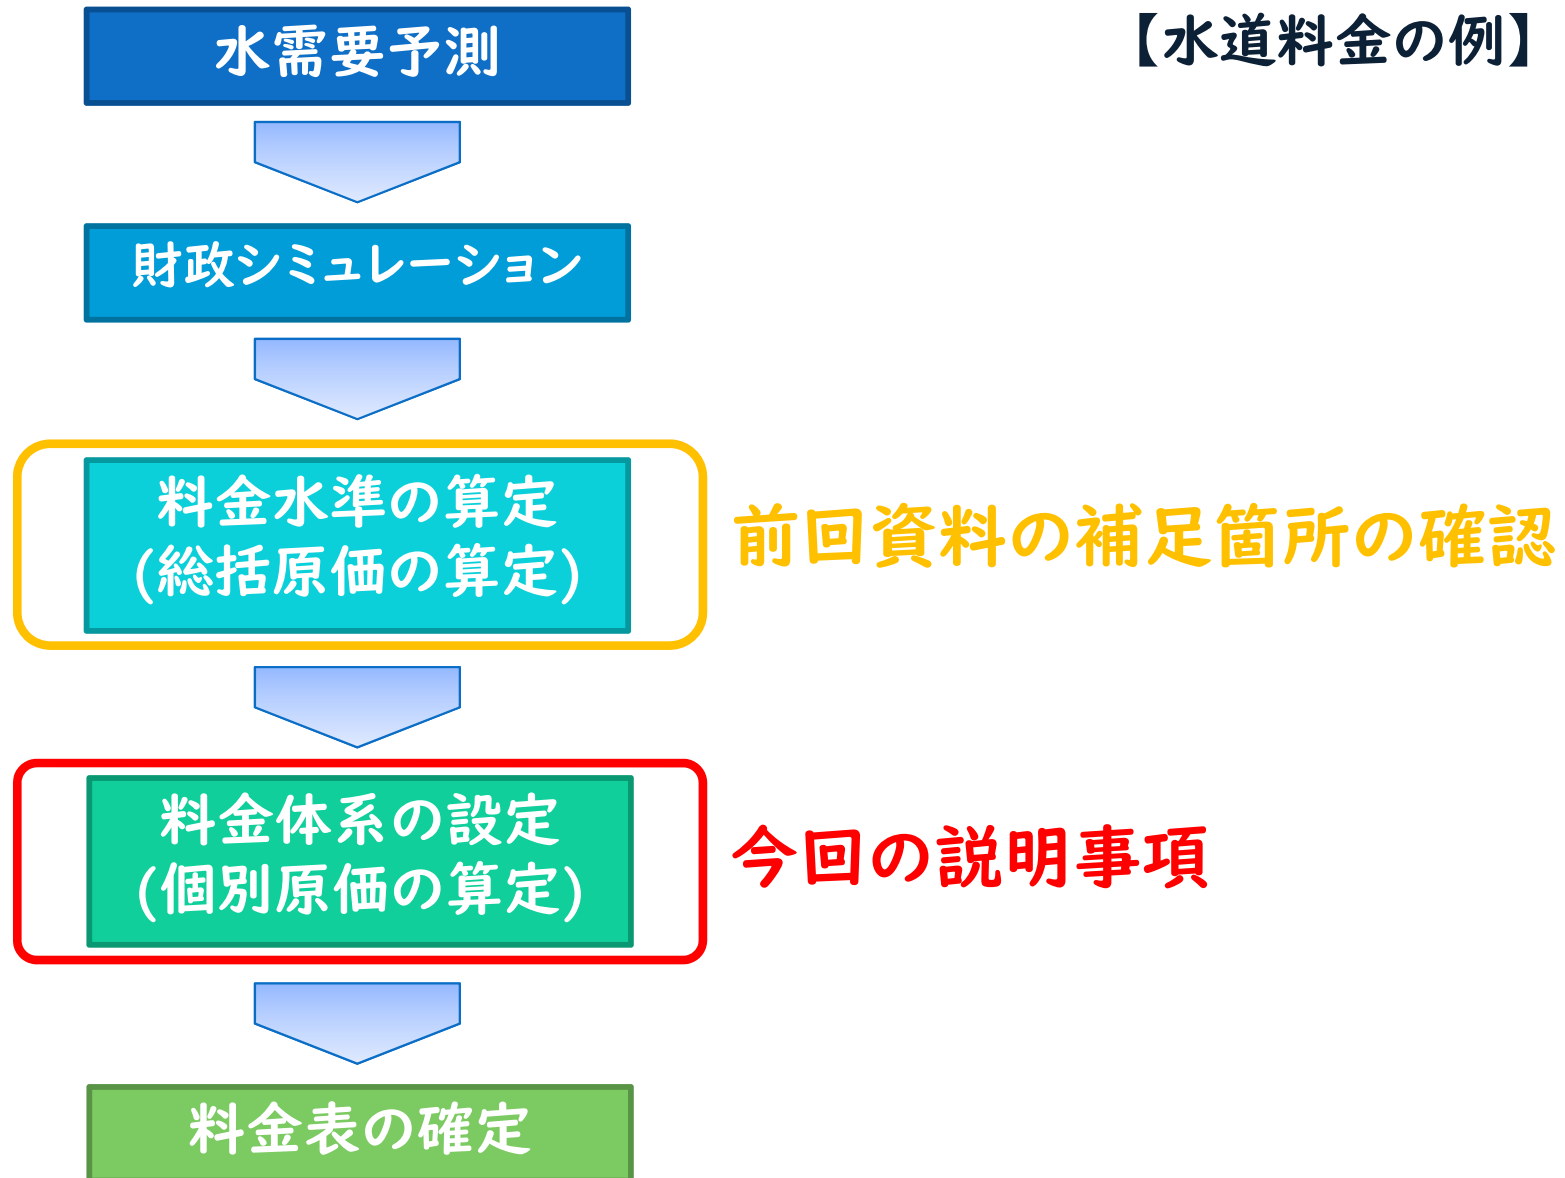 【水道料金の例】
水需要予測
財政シミュレーション
料金水準の算定
(総括原価の算定)
前回資料の補足箇所の確認
料金体系の設定
(個別原価の算定)
今回の説明事項
料金表の確定